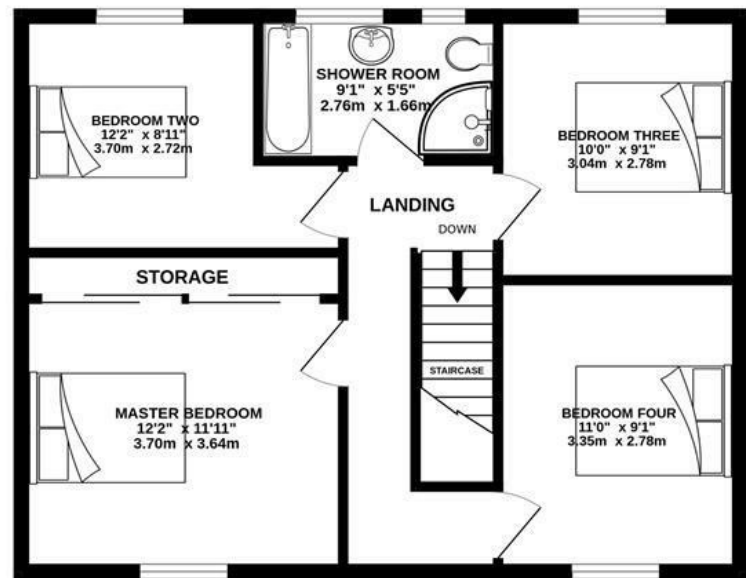 SHOWER ROOM
9'1" x 5'5"
2.76m x 1.66m
BEDROOM TWO
12'2" x 8'11"
3.70m x 2.72m
BEDROOM THREE
10'0" x 9'1"
3.04m x 2.78m
LANDING
DOWN
STORAGE
STAIRCASE
MASTER BEDROOM
12'2" x 11'11"
3.70m x 3.64m
BEDROOM FOUR
11'0" x 9'1"
3.35m x 2.78m